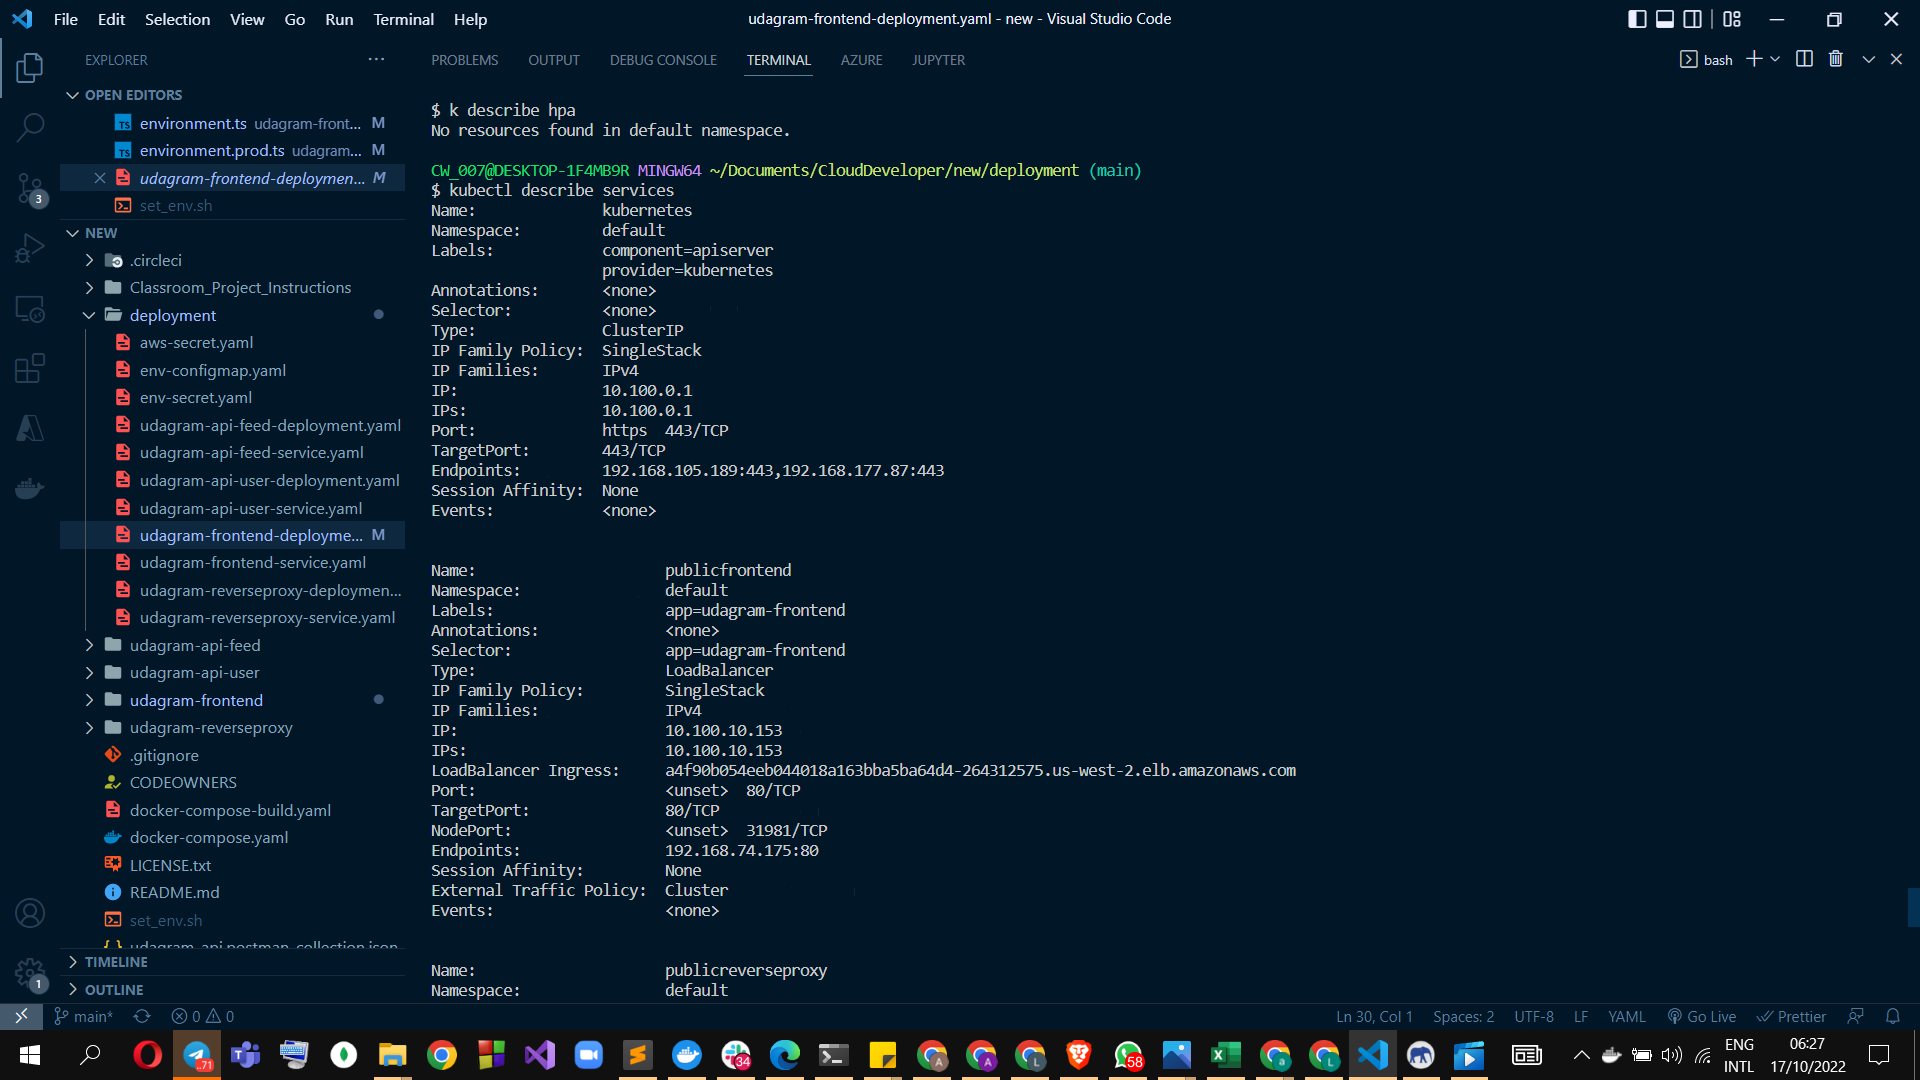 File Edit Selection View Go Run Terminal Help
udagram-frontend-deployment.yaml - new - Visual Studio Code
EXPLORER
OPEN EDITORS
environment.ts udagram-front... M
environment.prod.ts udagram... M
udagram-frontend-deploymen... M
set_env.sh
NEW
.circleci
Classroom_Project_Instructions
deployment
aws-secret.yaml
env-configmap.yaml
env-secret.yaml
udagram-api-feed-deployment.yaml
udagram-api-feed-service.yaml
udagram-api-user-deployment.yaml
udagram-api-user-service.yaml
udagram-frontend-deployme... M
udagram-frontend-service.yaml
udagram-reverseproxy-deploymen...
udagram-reverseproxy-service.yaml
udagram-api-feed
udagram-api-user
udagram-frontend
udagram-reverseproxy
.gitignore
CODEOWNERS
docker-compose-build.yaml
docker-compose.yaml
LICENSE.txt
README.md
set_env.sh
udagram-api.postman_collection.json
TIMELINE
OUTLINE
3
1
PROBLEMS OUTPUT DEBUG CONSOLE TERMINAL AZURE JUPYTER
bash
$ k describe hpa
No resources found in default namespace.
CW_007@DESKTOP-1F4MB9R MINGW64 ~/Documents/CloudDeveloper/new/deployment (main)
$ kubectl describe services
Name: kubernetes
Namespace: default
Labels: component=apiserver
provider=kubernetes
Annotations: <none>
Selector: <none>
Type: ClusterIP
IP Family Policy: SingleStack
IP Families: IPv4
IP: 10.100.0.1
IPs: 10.100.0.1
Port: https 443/TCP
TargetPort: 443/TCP
Endpoints: 192.168.105.189:443,192.168.177.87:443
Session Affinity: None
Events: <none>
Name: publicfrontend
Namespace: default
Labels: app=udagram-frontend
Annotations: <none>
Selector: app=udagram-frontend
Type: LoadBalancer
IP Family Policy: SingleStack
IP Families: IPv4
IP: 10.100.10.153
IPs: 10.100.10.153
LoadBalancer Ingress: a4f90b054eeb044018a163bba5ba64d4-264312575.us-west-2.elb.amazonaws.com
Port: <unset> 80/TCP
TargetPort: 80/TCP
NodePort: <unset> 31981/TCP
Endpoints: 192.168.74.175:80
Session Affinity: None
External Traffic Policy: Cluster
Events: <none>
Name: publicreverseproxy
Namespace: default
main* 0 0
Ln 30, Col 1 Spaces: 2 UTF-8 LF YAML Go Live Prettier
..71
34
58
ENG
INTL
06:27
17/10/2022